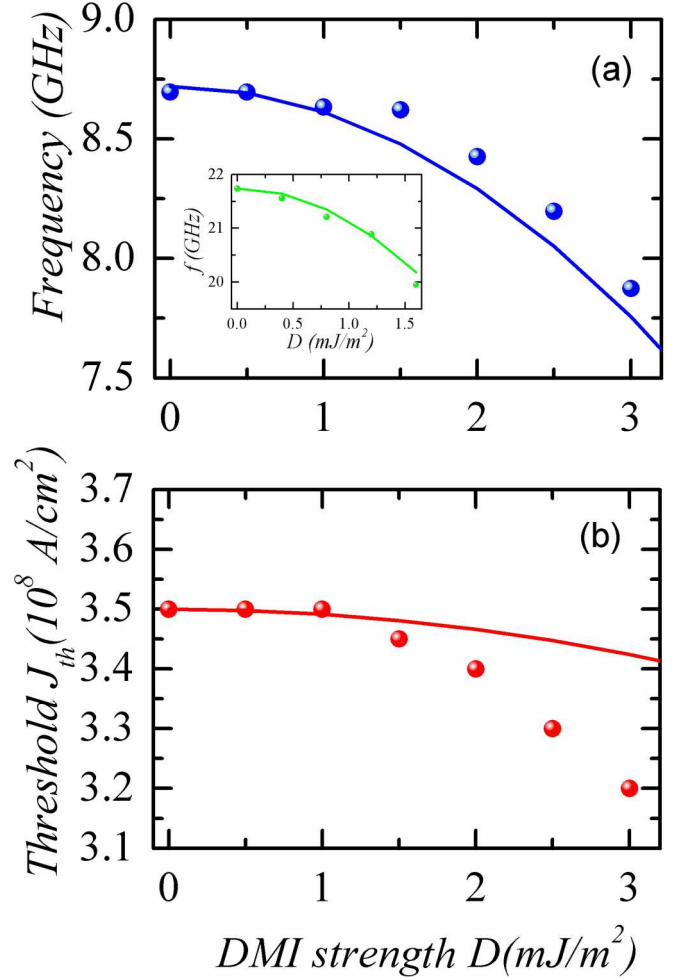 9.0
(a)
8.5
8.0
7.5
Frequency (GHz)
22
21
20
f (GHz)
0.0 0.5 1.0 1.5
D (mJ/m²)
0 1 2 3
3.7
(b)
3.6
3.5
3.4
3.3
3.2
3.1
Threshold J_th (10⁸ A/cm²)
0 1 2 3
DMI strength D(mJ/m²)